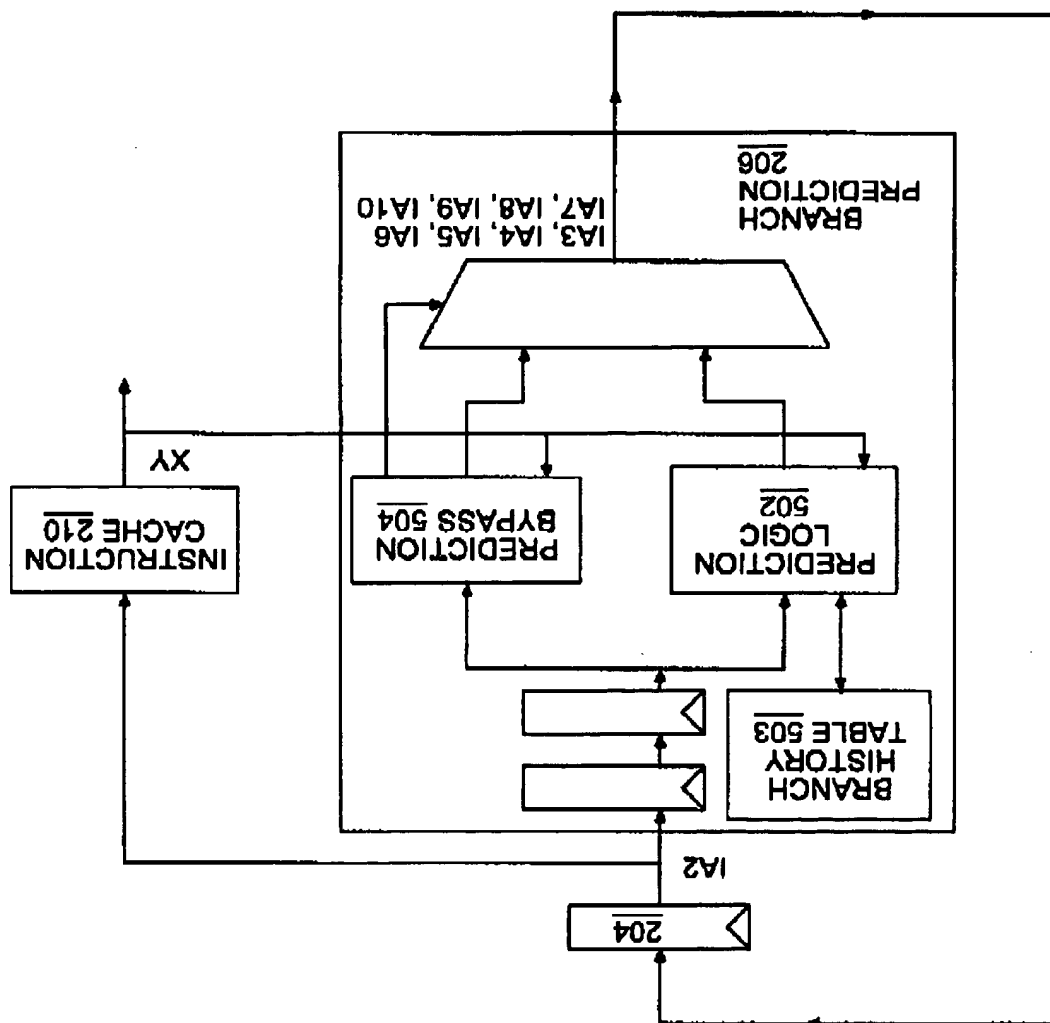 204
IA2
BRANCH
HISTORY
TABLE 503
PREDICTION
LOGIC
502
PREDICTION
BYPASS 504
INSTRUCTION
CACHE 210
XY
IA3, IA4, IA5, IA6
IA7, IA8, IA9, IA10
BRANCH
PREDICTION
206